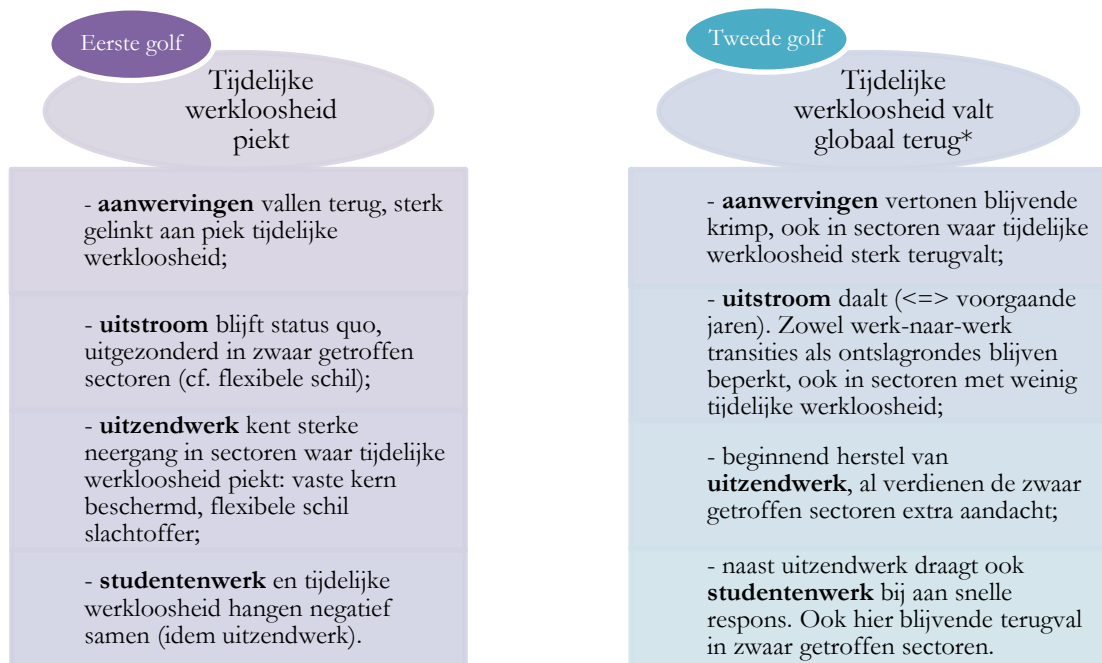 Eerste golf
Tijdelijke
werkloosheid
piekt
- aanwervingen vallen terug, sterk
gelinkt aan piek tijdelijke
werkloosheid;
- uitstroom blijft status quo,
uitgezonderd in zwaar getroffen
sectoren (cf. flexibele schil);
- uitzendwerk kent sterke
neergang in sectoren waar tijdelijke
werkloosheid piekt: vaste kern
beschermd, flexibele schil
slachtoffer;
- studentenwerk en tijdelijke
werkloosheid hangen negatief
samen (idem uitzendwerk).
Tweede golf
Tijdelijke
werkloosheid valt
globaal terug*
- aanwervingen vertonen blijvende
krimp, ook in sectoren waar tijdelijke
werkloosheid sterk terugvalt;
- uitstroom daalt (<=> voorgaande
jaren). Zowel werk-naar-werk
transities als ontslagrondes blijven
beperkt, ook in sectoren met weinig
tijdelijke werkloosheid;
- beginnend herstel van
uitzendwerk, al verdienen de zwaar
getroffen sectoren extra aandacht;
- naast uitzendwerk draagt ook
studentenwerk bij aan snelle
respons. Ook hier blijvende terugval
in zwaar getroffen sectoren.